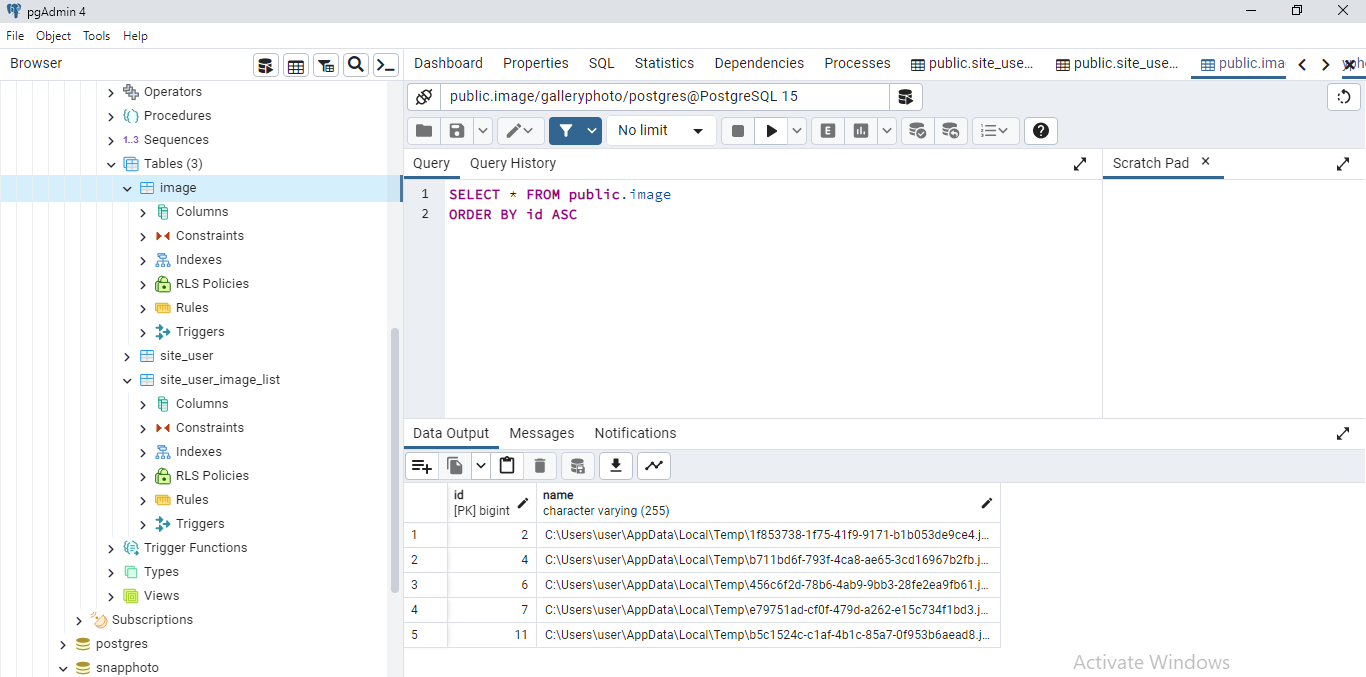 pgAdmin 4
File Object Tools Help
Browser
Dashboard Properties SQL Statistics Dependencies Processes public.site_use... public.site_use... public.ima
Operators
Procedures
1..3 Sequences
Tables (3)
image
Columns
Constraints
Indexes
RLS Policies
Rules
Triggers
site_user
site_user_image_list
Columns
Constraints
Indexes
RLS Policies
Rules
Triggers
Trigger Functions
Types
Views
Subscriptions
postgres
snapphoto
public.image/galleryphoto/postgres@PostgreSQL 15
No limit
E
Query Query History
Scratch Pad
1 SELECT * FROM public.image
2 ORDER BY id ASC
Data Output Messages Notifications
id name
[PK] bigint character varying (255)
1 2 C:\Users\user\AppData\Local\Temp\1f853738-1f75-41f9-9171-b1b053de9ce4.j...
2 4 C:\Users\user\AppData\Local\Temp\b711bd6f-793f-4ca8-ae65-3cd16967b2fb.j...
3 6 C:\Users\user\AppData\Local\Temp\456c6f2d-78b6-4ab9-9bb3-28fe2ea9fb61.j...
4 7 C:\Users\user\AppData\Local\Temp\e79751ad-cf0f-479d-a262-e15c734f1bd3.j...
5 11 C:\Users\user\AppData\Local\Temp\b5c1524c-c1af-4b1c-85a7-0f953b6aead8.j...
Activate Windows